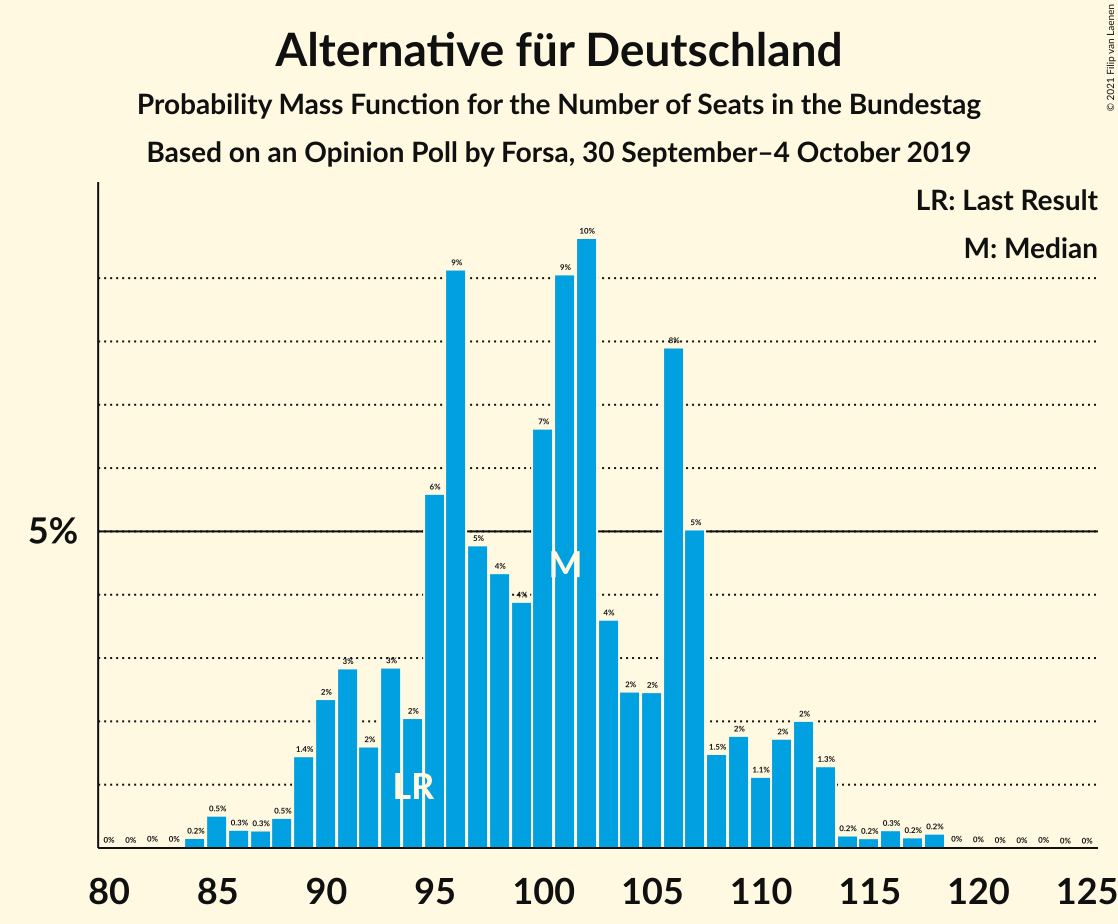 Alternative für Deutschland
Probability Mass Function for the Number of Seats in the Bundestag
Based on an Opinion Poll by Forsa, 30 September–4 October 2019
© 2021 Filip van Laenen
LR: Last Result
M: Median
5%
0% 0% 0% 0% 0.2% 0.5% 0.3% 0.3% 0.5% 1.4% 2% 3% 2% 3% 2% 6% 9% 5% 4% 4% 7% 9% 10% 4% 2% 2% 8% 5% 1.5% 2% 1.1% 2% 2% 1.3% 0.2% 0.2% 0.3% 0.2% 0.2% 0% 0% 0% 0% 0% 0% 0%
M
LR
80 85 90 95 100 105 110 115 120 125